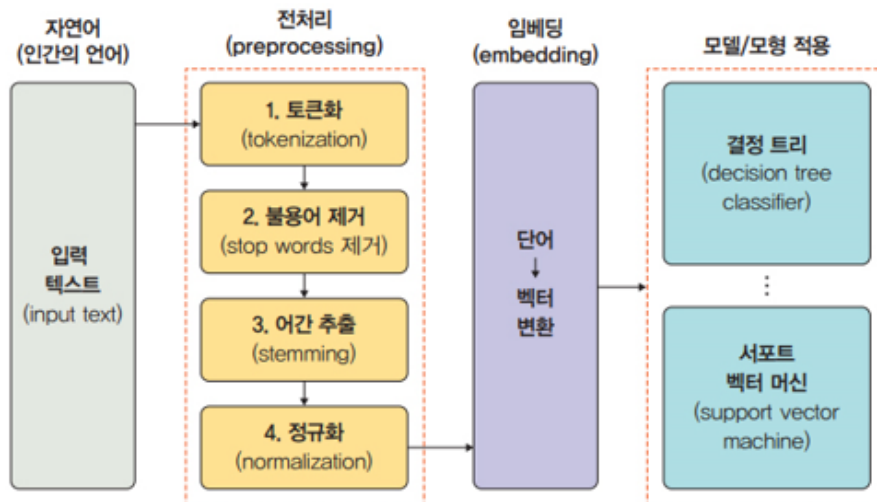 자연어
(인간의 언어)
전처리
(preprocessing)
임베딩
(embedding)
모델/모형 적용
입력
텍스트
(input text)
1. 토큰화
(tokenization)
2. 불용어 제거
(stop words 제거)
3. 어간 추출
(stemming)
4. 정규화
(normalization)
단어
벡터
변환
결정 트리
(decision tree
classifier)
서포트
벡터 머신
(support vector
machine)